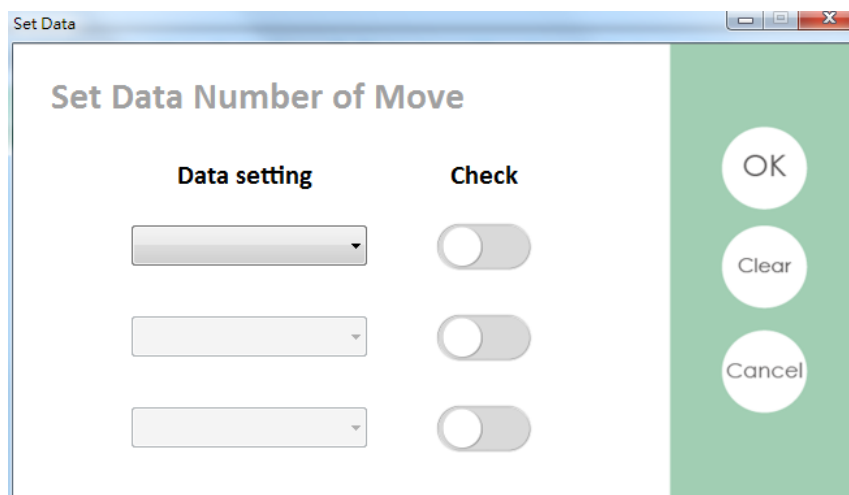 Set Data
Set Data Number of Move
Data setting Check
OK
Clear
Cancel